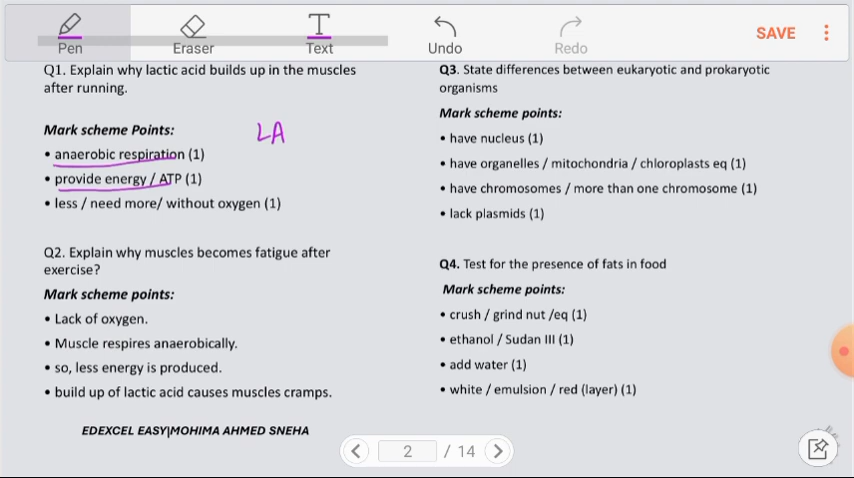 Pen
Eraser
Text
Undo
Redo
SAVE
Q1. Explain why lactic acid builds up in the muscles
after running.
Mark scheme Points:
LA
• anaerobic respiration (1)
• provide energy / ATP (1)
• less / need more/ without oxygen (1)
Q2. Explain why muscles becomes fatigue after
exercise?
Mark scheme points:
• Lack of oxygen.
• Muscle respires anaerobically.
• so, less energy is produced.
• build up of lactic acid causes muscles cramps.
Q3. State differences between eukaryotic and prokaryotic
organisms
Mark scheme points:
• have nucleus (1)
• have organelles / mitochondria / chloroplasts eq (1)
• have chromosomes / more than one chromosome (1)
• lack plasmids (1)
Q4. Test for the presence of fats in food
Mark scheme points:
• crush / grind nut /eq (1)
• ethanol / Sudan III (1)
• add water (1)
• white / emulsion / red (layer) (1)
EDEXCEL EASY|MOHIMA AHMED SNEHA
2 / 14